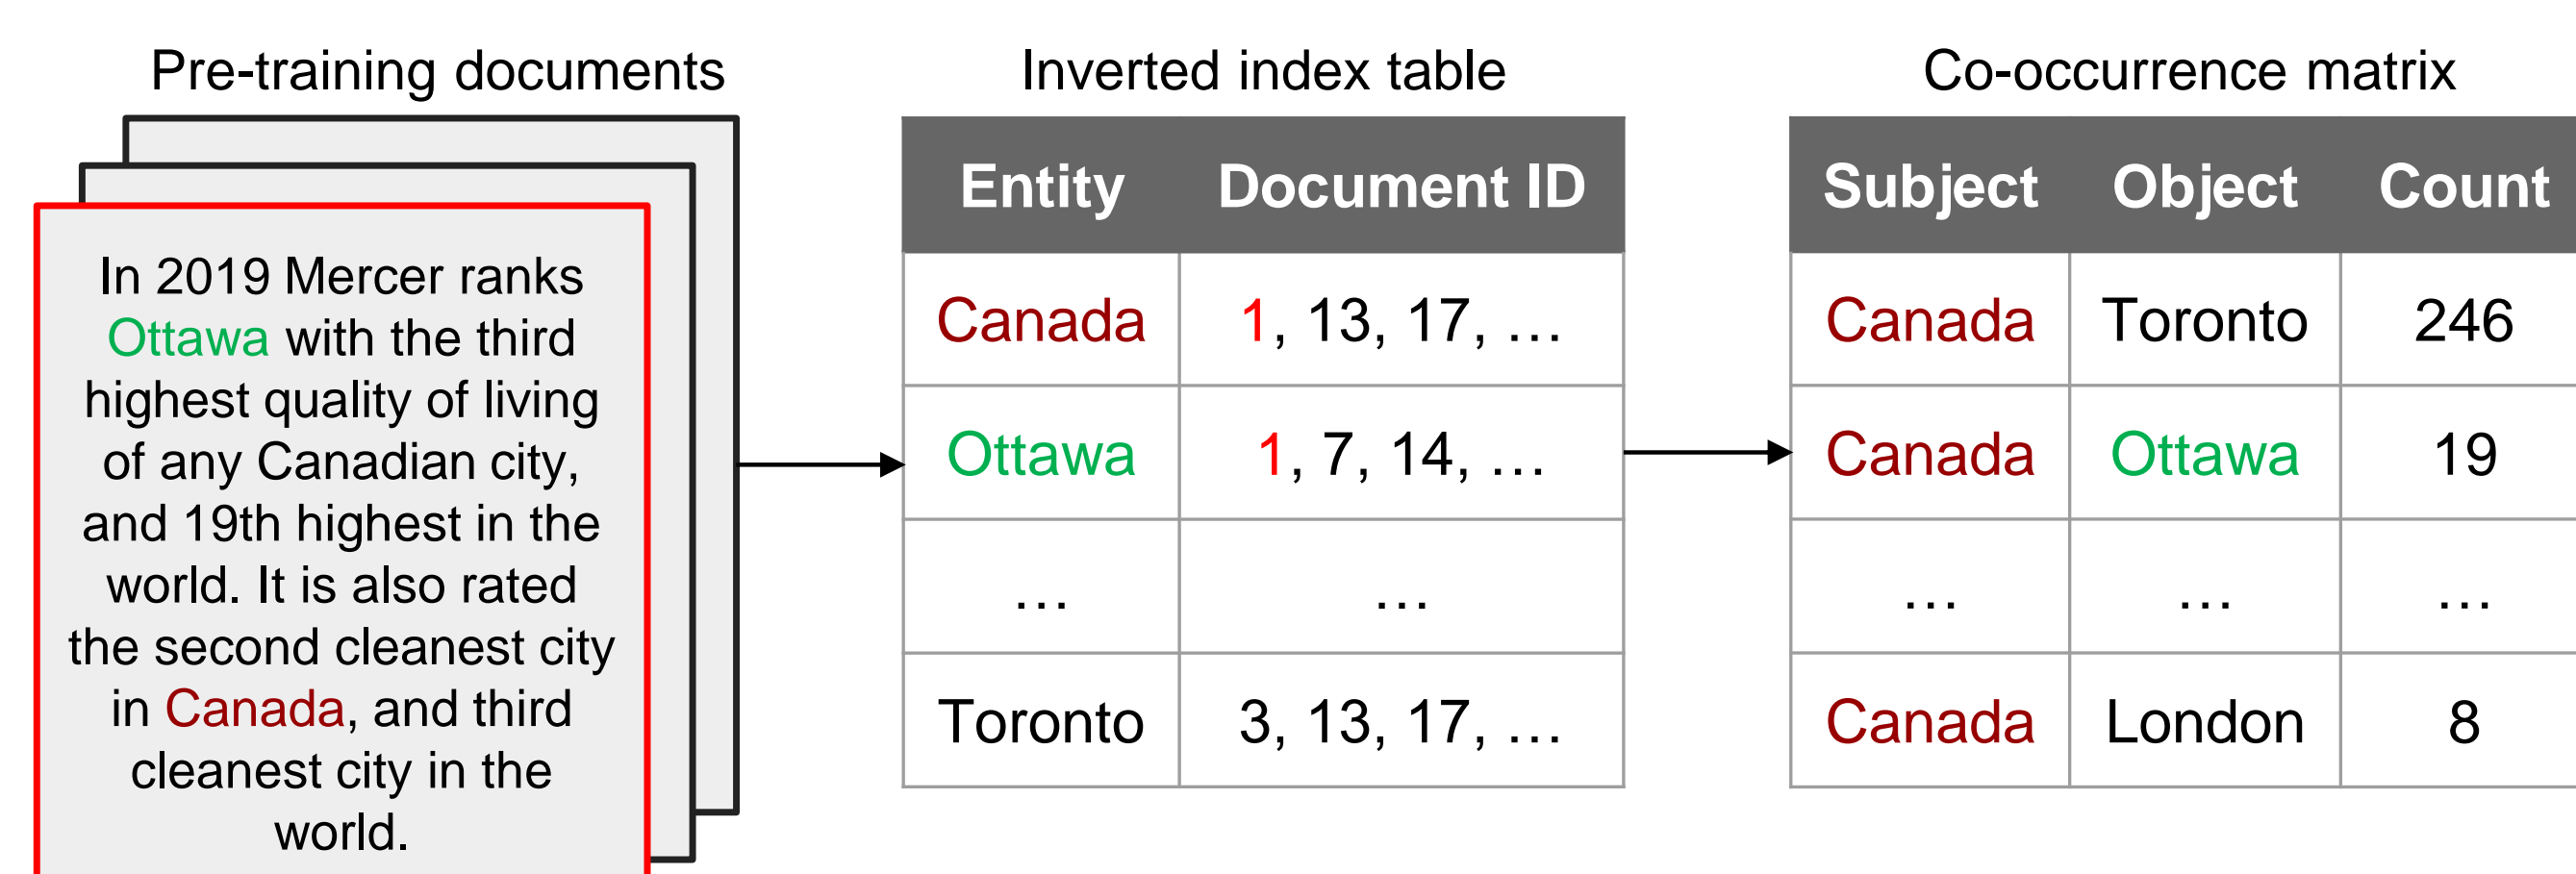 Pre-training documents
In 2019 Mercer ranks
Ottawa with the third
highest quality of living
of any Canadian city,
and 19th highest in the
world. It is also rated
the second cleanest city
in Canada, and third
cleanest city in the
world.
Inverted index table
Entity Document ID
Canada 1, 13, 17, …
Ottawa 1, 7, 14, …
… …
Toronto 3, 13, 17, …
Co-occurrence matrix
Subject Object Count
Canada Toronto 246
Canada Ottawa 19
… … …
Canada London 8